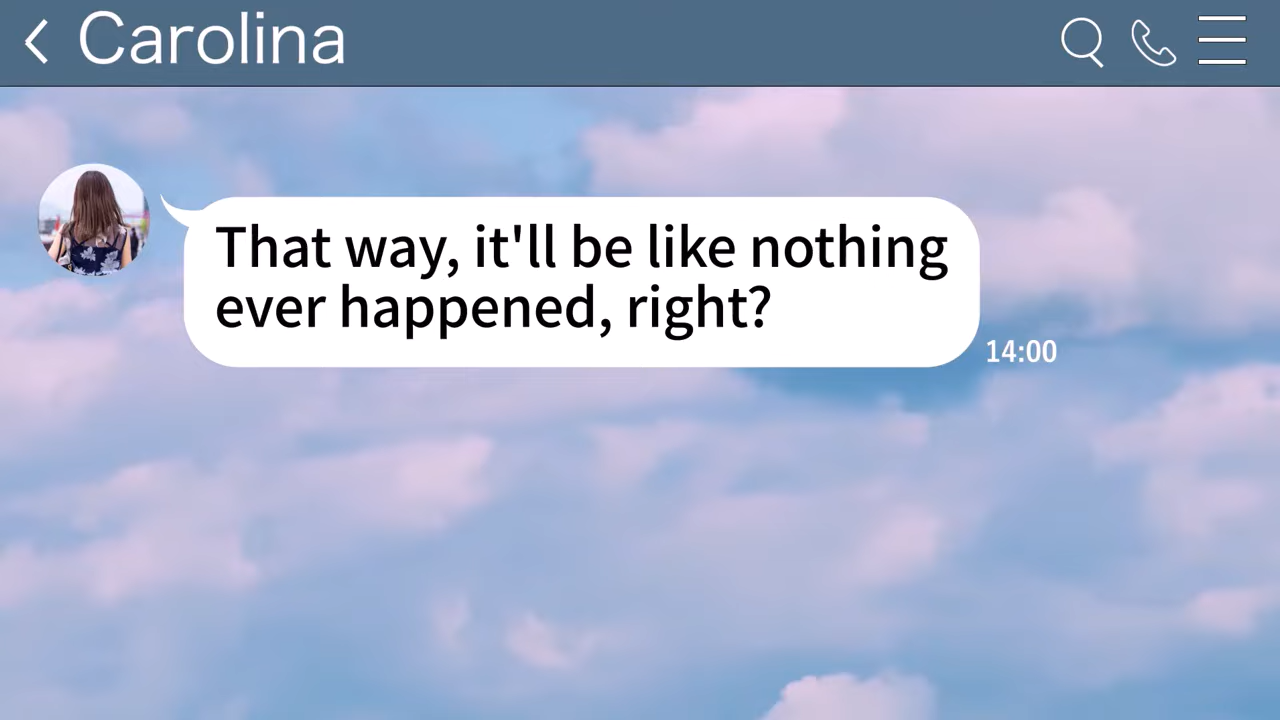 Carolina
That way, it'll be like nothing
ever happened, right?
14:00